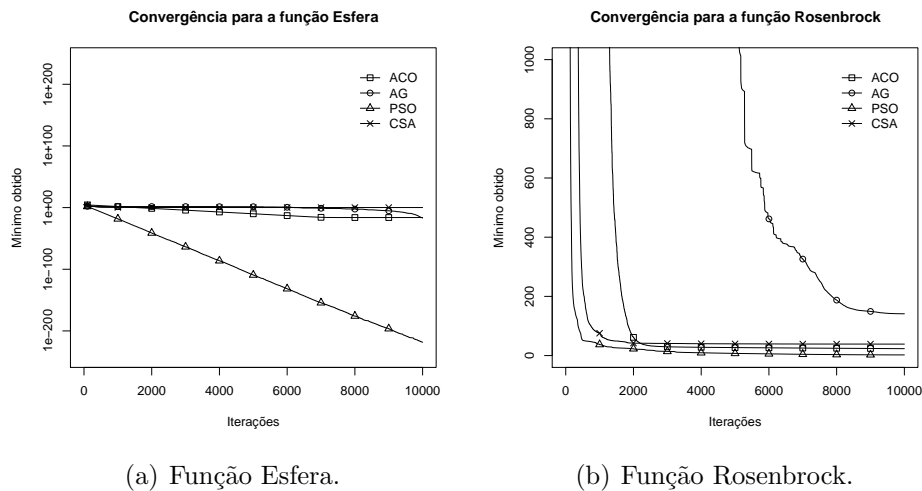 Convergência para a função Esfera
Mínimo obtido
1e+200
1e+100
1e+00
1e-100
1e-200
ACO
AG
PSO
CSA
0 2000 4000 6000 8000 10000
Iterações
(a) Função Esfera.
Convergência para a função Rosenbrock
Mínimo obtido
1000
800
600
400
200
0
ACO
AG
PSO
CSA
0 2000 4000 6000 8000 10000
Iterações
(b) Função Rosenbrock.